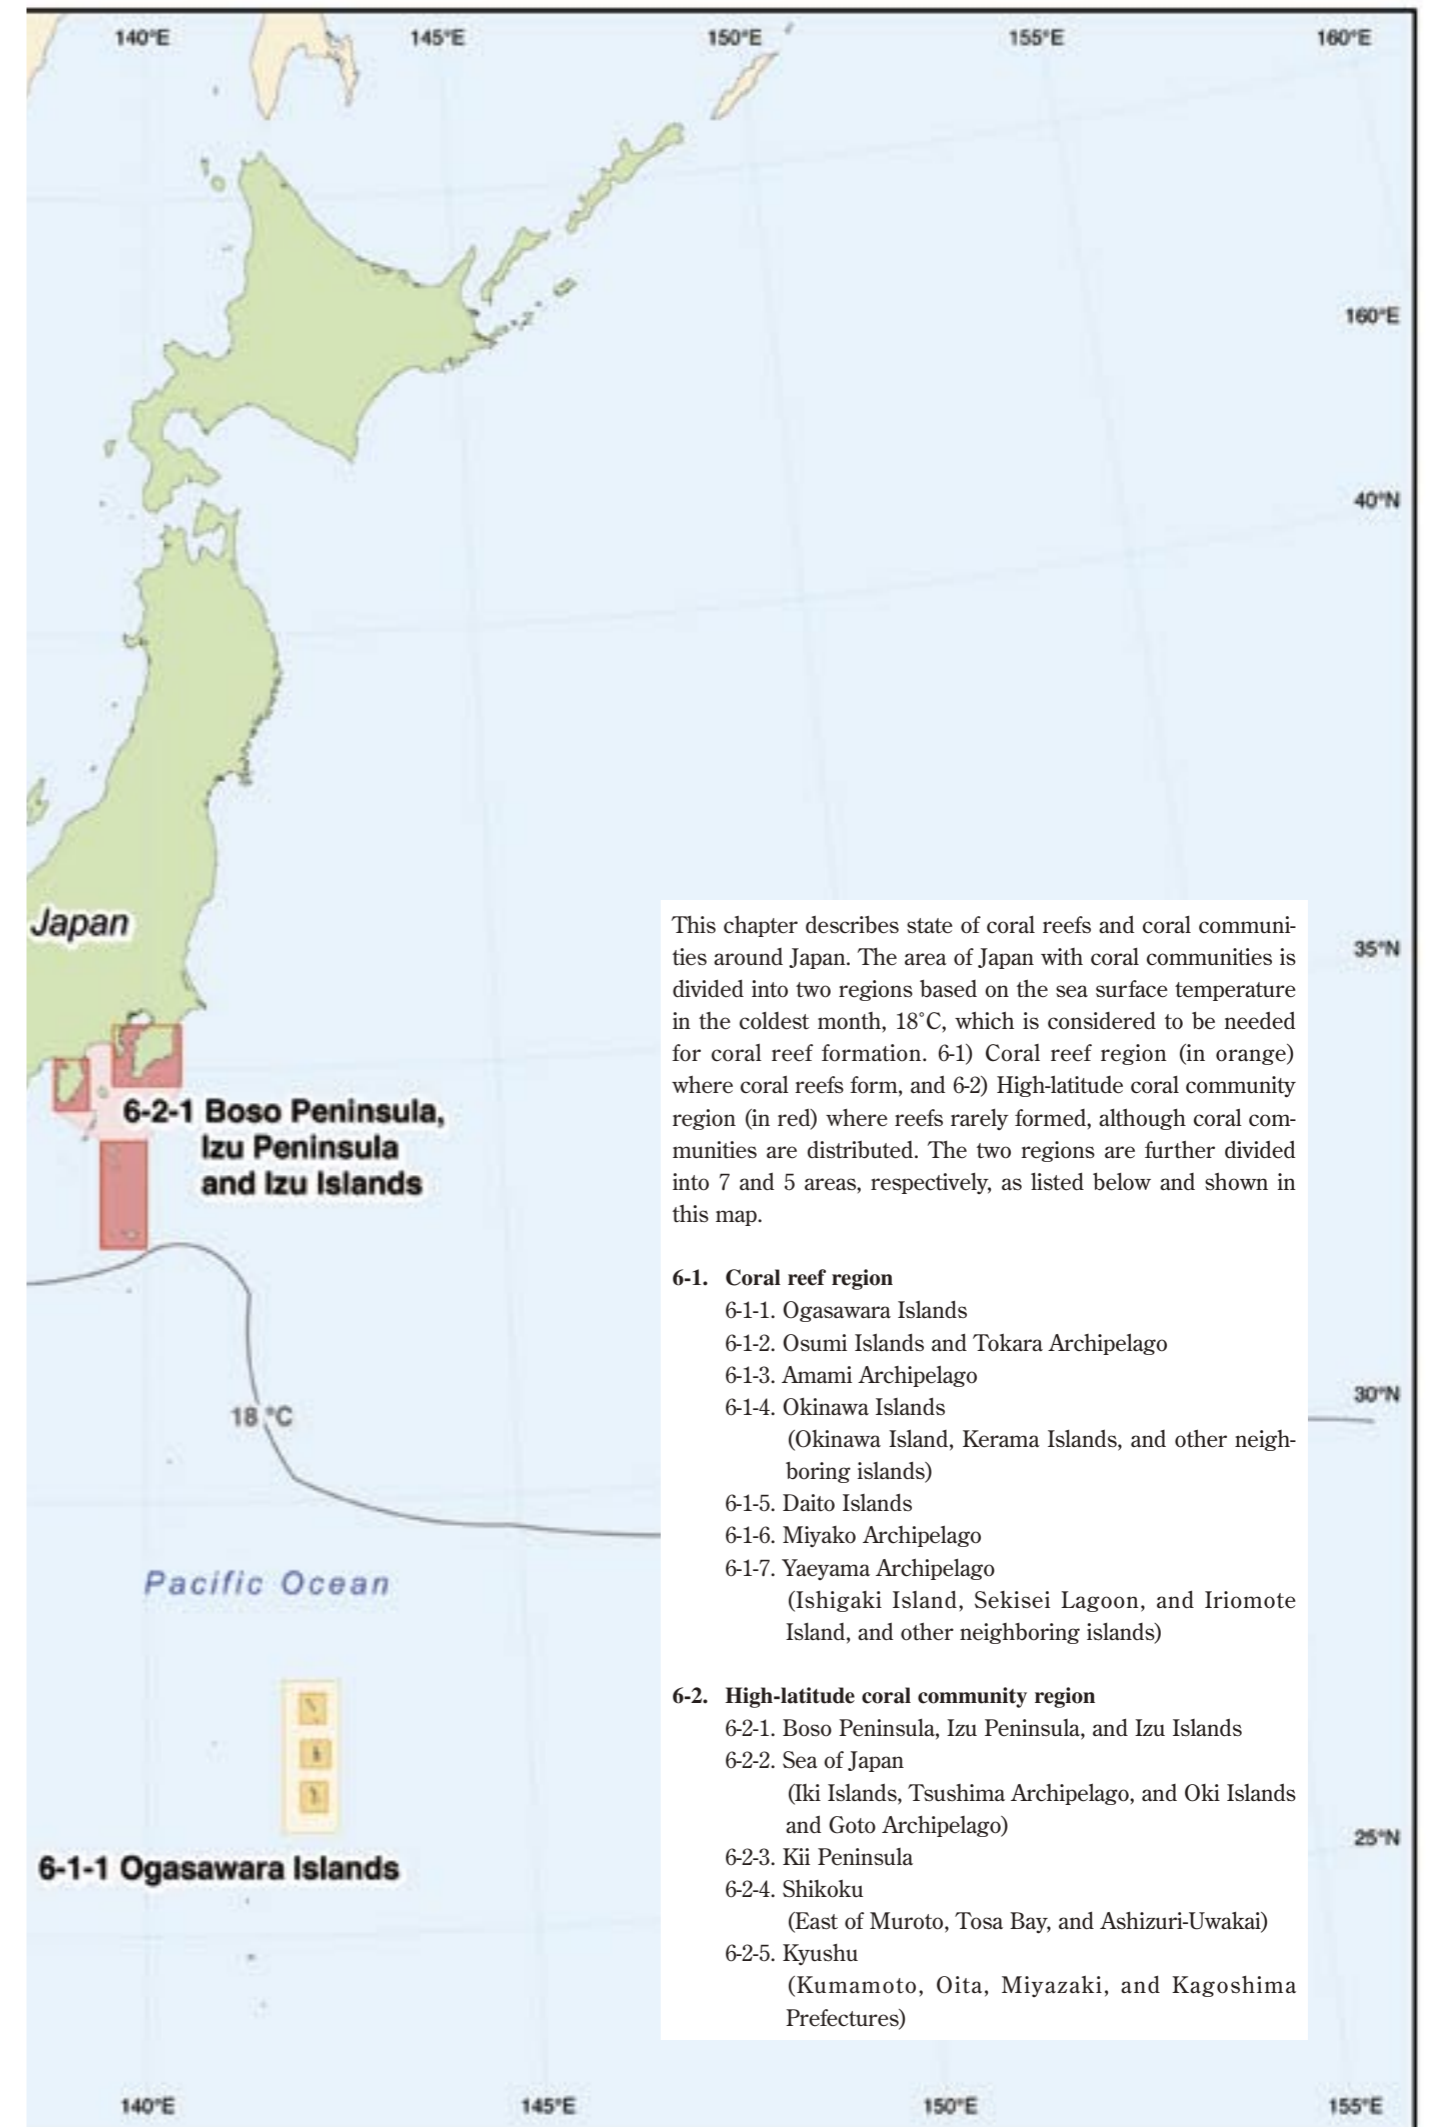 140°E 145°E 150°E 155°E 160°E
160°E
40°N
Japan
35°N
This chapter describes state of coral reefs and coral communi-
ties around Japan. The area of Japan with coral communities is
divided into two regions based on the sea surface temperature
in the coldest month, 18°C, which is considered to be needed
for coral reef formation. 6-1) Coral reef region (in orange)
where coral reefs form, and 6-2) High-latitude coral community
region (in red) where reefs rarely formed, although coral com-
munities are distributed. The two regions are further divided
into 7 and 5 areas, respectively, as listed below and shown in
this map.
6-2-1 Boso Peninsula,
Izu Peninsula
and Izu Islands
6-1. Coral reef region
6-1-1. Ogasawara Islands
6-1-2. Osumi Islands and Tokara Archipelago
6-1-3. Amami Archipelago
6-1-4. Okinawa Islands
(Okinawa Island, Kerama Islands, and other neigh-
boring islands)
6-1-5. Daito Islands
6-1-6. Miyako Archipelago
6-1-7. Yaeyama Archipelago
(Ishigaki Island, Sekisei Lagoon, and Iriomote
Island, and other neighboring islands)
30°N
18 °C
Pacific Ocean
6-2. High-latitude coral community region
6-2-1. Boso Peninsula, Izu Peninsula, and Izu Islands
6-2-2. Sea of Japan
(Iki Islands, Tsushima Archipelago, and Oki Islands
and Goto Archipelago)
6-2-3. Kii Peninsula
6-2-4. Shikoku
(East of Muroto, Tosa Bay, and Ashizuri-Uwakai)
6-2-5. Kyushu
(Kumamoto, Oita, Miyazaki, and Kagoshima
Prefectures)
25°N
6-1-1 Ogasawara Islands
140°E 145°E 150°E 155°E